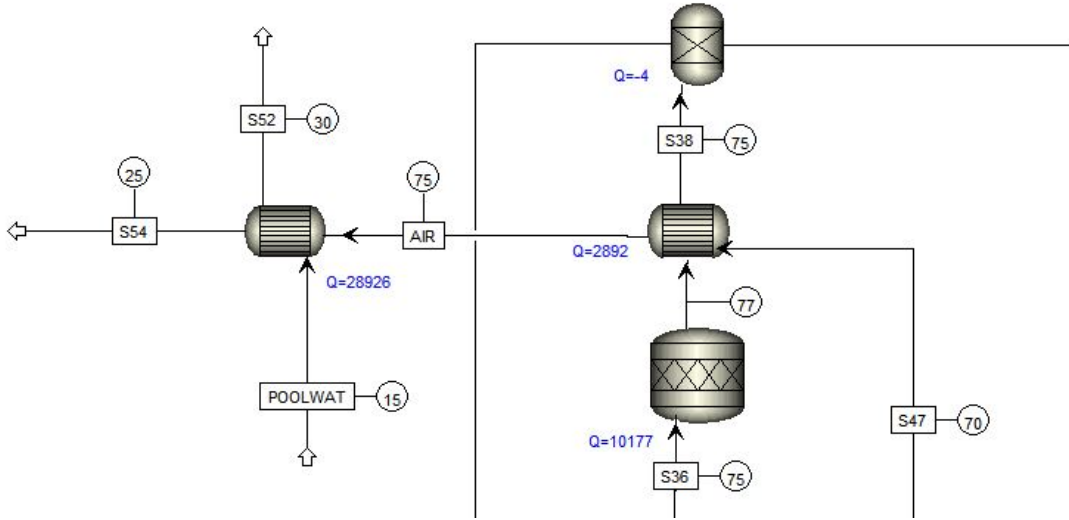 Q=-4
S52
30
S38
75
25
75
S54
AIR
Q=2892
Q=28926
77
POOLWAT
15
S47
70
Q=10177
S36
75